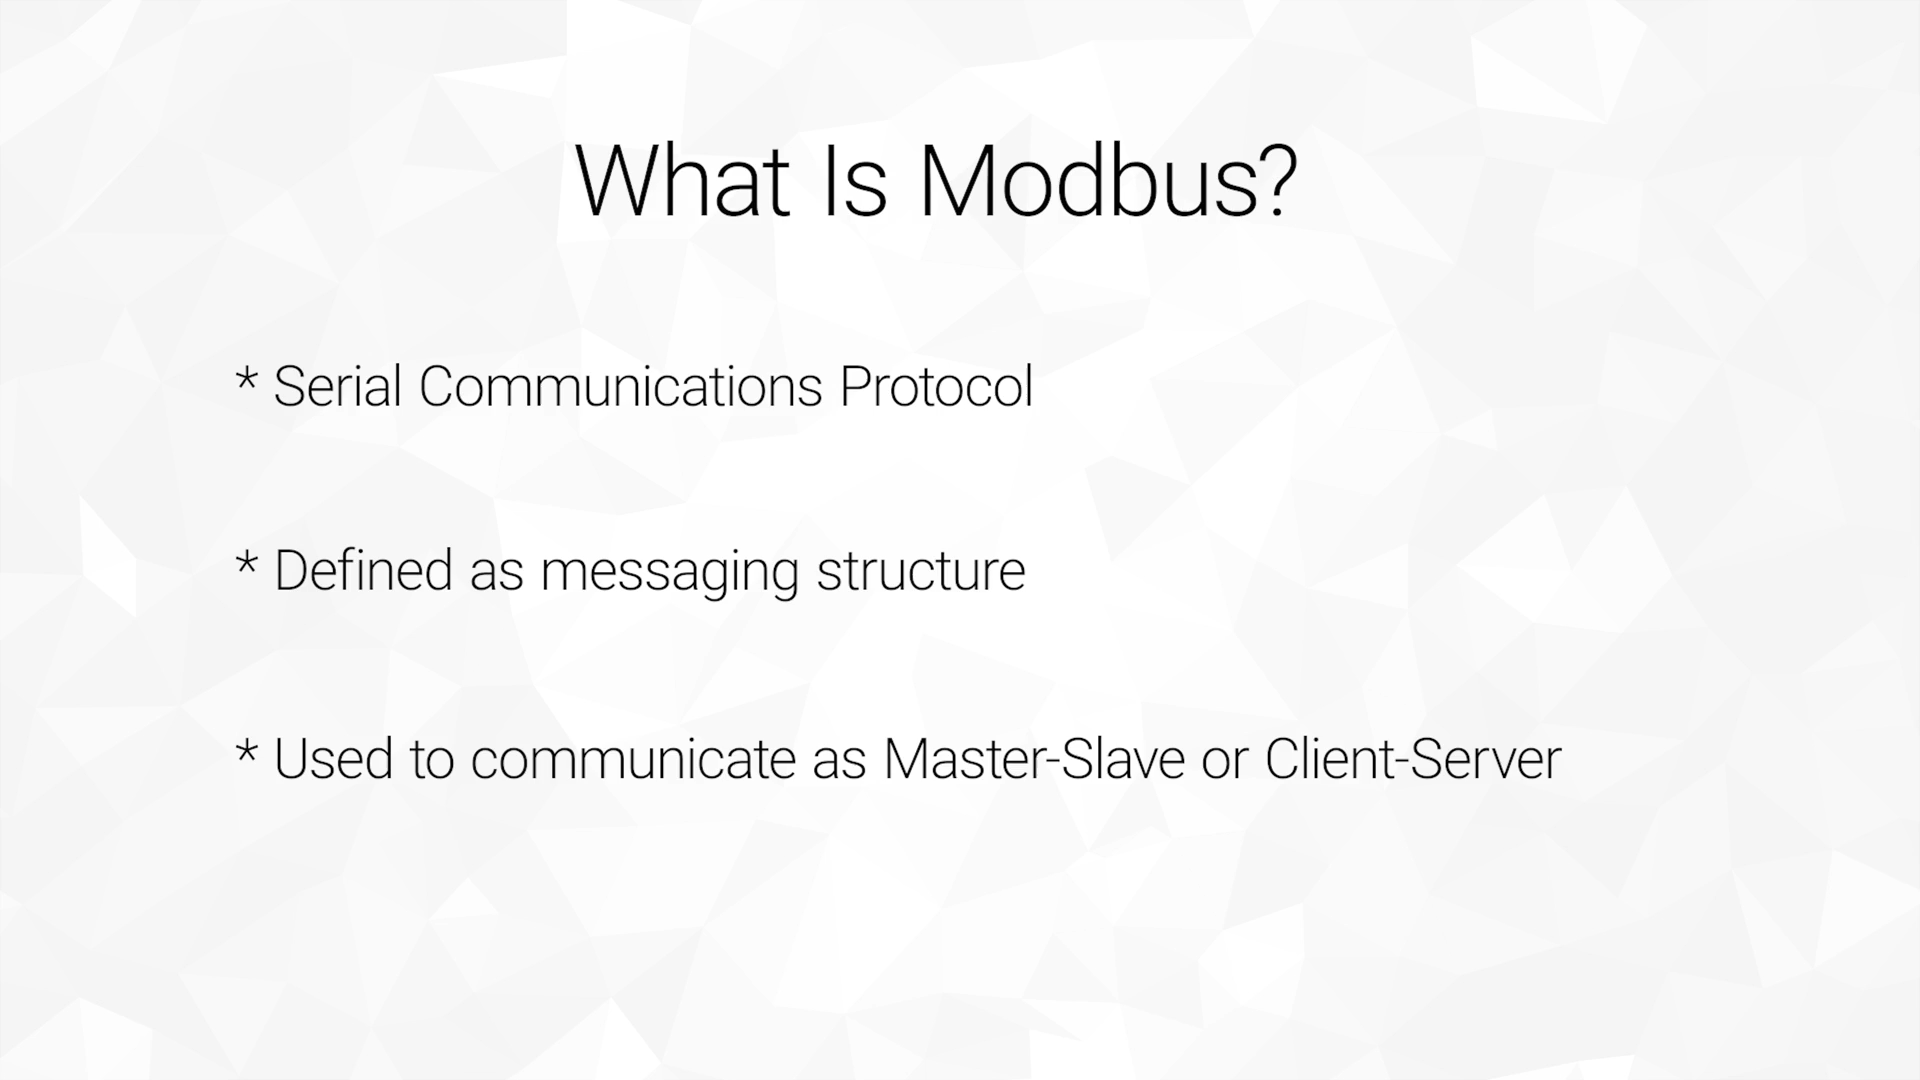 What Is Modbus?
* Serial Communications Protocol
* Defined as messaging structure
* Used to communicate as Master-Slave or Client-Server